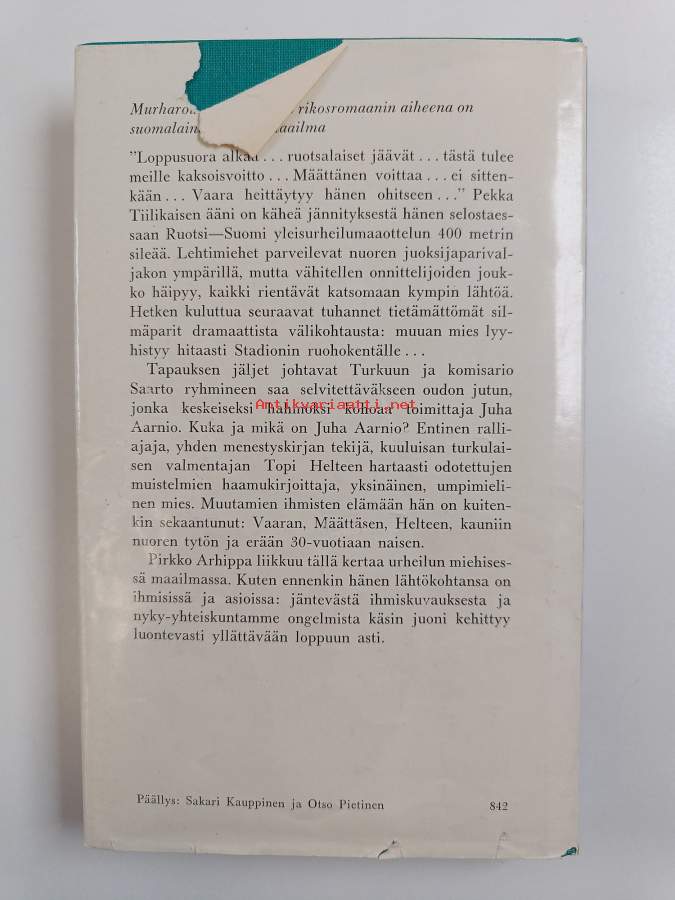 rikosromaanin aiheena on
"Loppusuora alkaa . . . ruotsalaiset jäävät . . . tästä tulee
meille kaksoisvoitto . . . Määttänen voittaa . . . ei sitten-
kään . . . Vaara heittäytyy hänen ohitseen . . ." Pekka
Tiilikaisen ääni on käheä jännityksestä hänen selostaes-
saan Ruotsi—Suomi yleisurheilumaaottelun 400 metrin
sileää. Lehtimiehet parveilevat nuoren juoksijaparival-
jakon ympärillä, mutta vähitellen onnittelijoiden jouk-
ko häipyy, kaikki rientävät katsomaan kympin lähtöä.
Hetken kuluttua seuraavat tuhannet tietämättömät sil-
mäparit dramaattista välikohtausta: muuan mies lyy-
histyy hitaasti Stadionin ruohokentälle . . .
Tapauksen jäljet johtavat Turkuun ja komisario
Saarto ryhmineen saa selvitettäväkseen oudon jutun,
jonka keskeiseksi hahmoksi kohoaa toimittaja Juha
Antikvariaatti.net
Aarnio. Kuka ja mikä on Juha Aarnio? Entinen ralli-
ajaja, yhden menestyskirjan tekijä, kuuluisan turkulai-
sen valmentajan Topi Helteen hartaasti odotettujen
muistelmien haamukirjoittaja, yksinäinen, umpimieli-
nen mies. Muutamien ihmisten elämään hän on kuiten-
kin sekaantunut: Vaaran, Määttäsen, Helteen, kauniin
nuoren tytön ja erään 30-vuotiaan naisen.
Pirkko Arhippa liikkuu tällä kertaa urheilun miehises-
sä maailmassa. Kuten ennenkin hänen lähtökohtansa on
ihmisissä ja asioissa: jäntevästä ihmiskuvauksesta ja
nyky-yhteiskuntamme ongelmista käsin juoni kehittyy
luontevasti yllättävään loppuun asti.
Päällys: Sakari Kauppinen ja Otso Pietinen 842